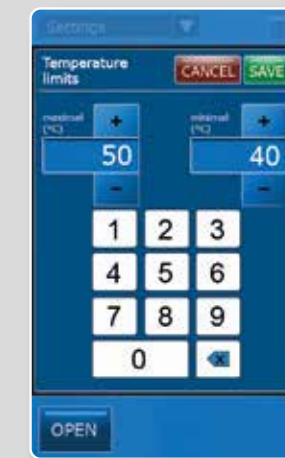 Settings
Temperature limits
CANCEL SAVE
maximal (°C) + minimal (°C) +
50 40
- -
1 2 3
4 5 6
7 8 9
0
OPEN